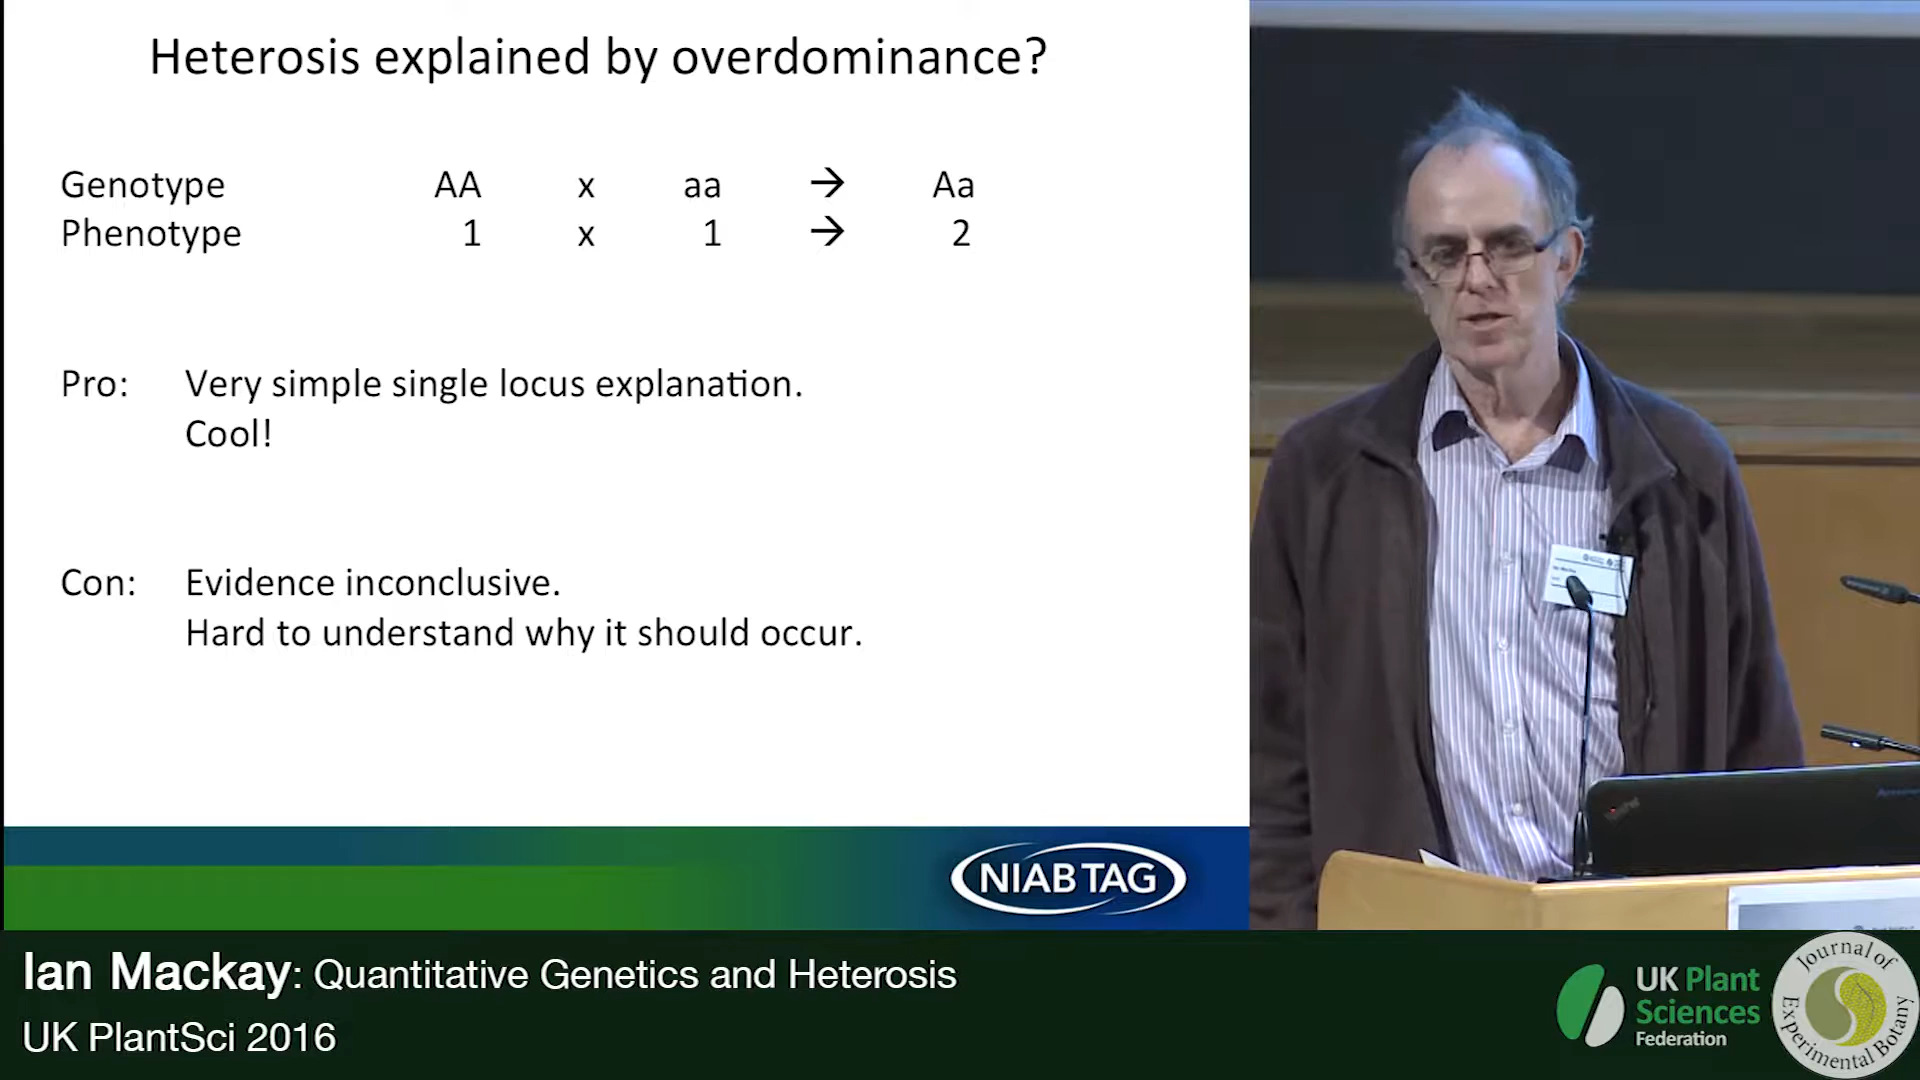 Heterosis explained by overdominance?
Genotype AA x aa → Aa
Phenotype 1 x 1 → 2
Pro: Very simple single locus explanation.
Cool!
Con: Evidence inconclusive.
Hard to understand why it should occur.
NIAB TAG
Ian Mackay: Quantitative Genetics and Heterosis
UK PlantSci 2016
UK Plant
Sciences
Federation
Journal of
Experimental Botany